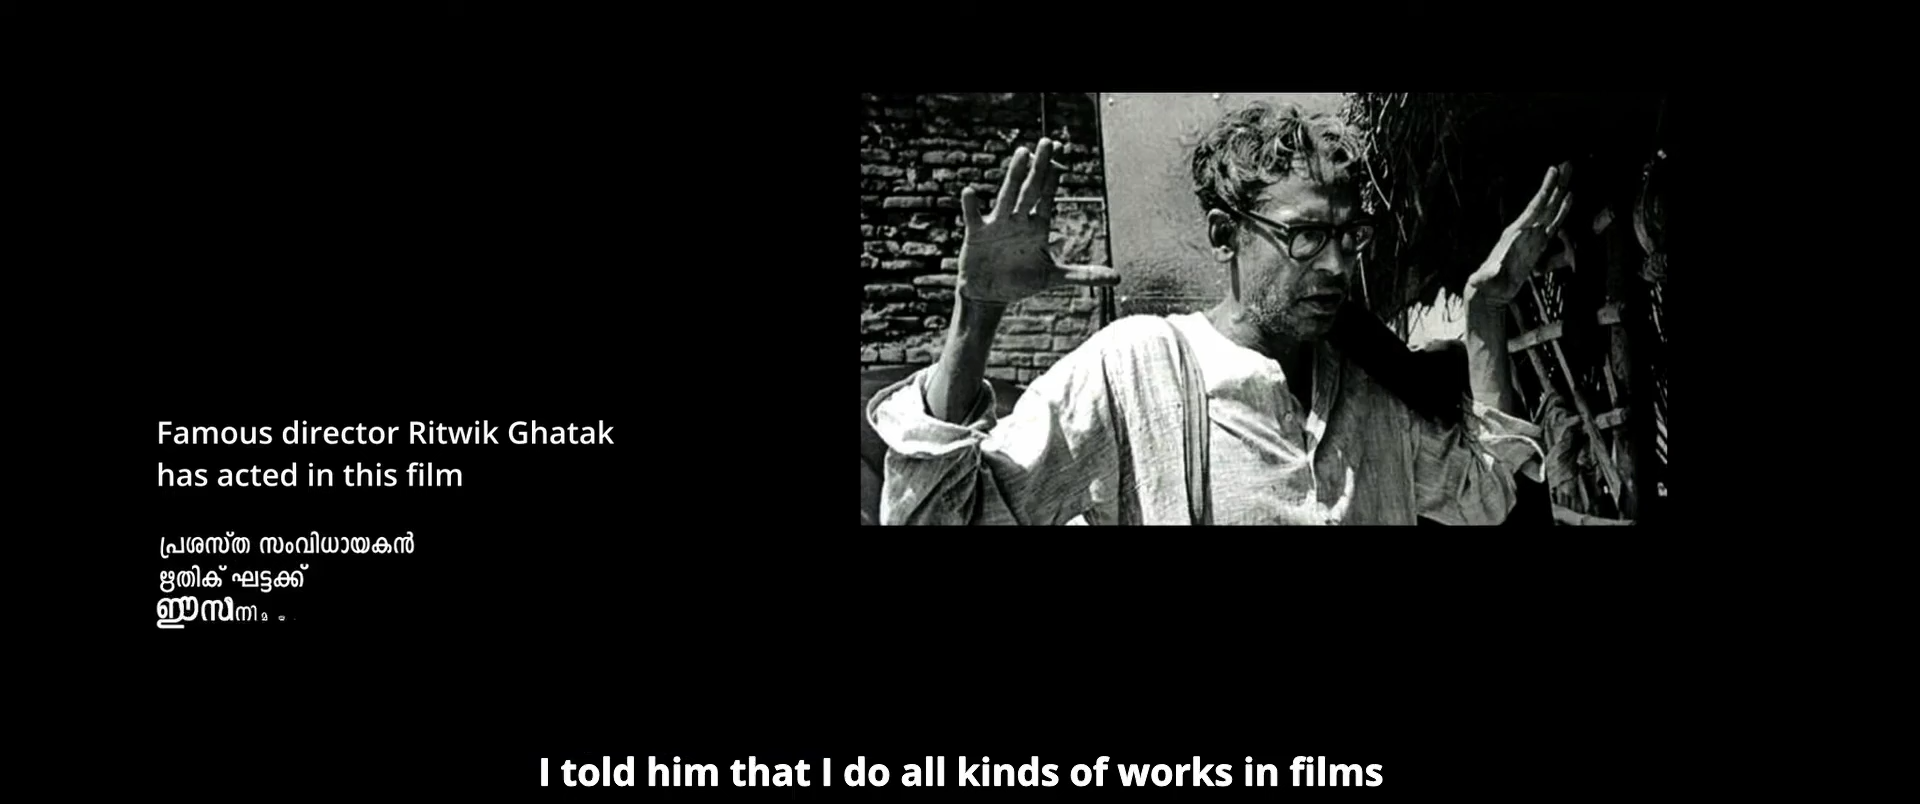 Famous director Ritwik Ghatak
has acted in this film
പ്രശസ്ത സംവിധായകൻ
ഋതിക് ഘട്ടക്ക്
ഈസിനിമ
I told him that I do all kinds of works in films